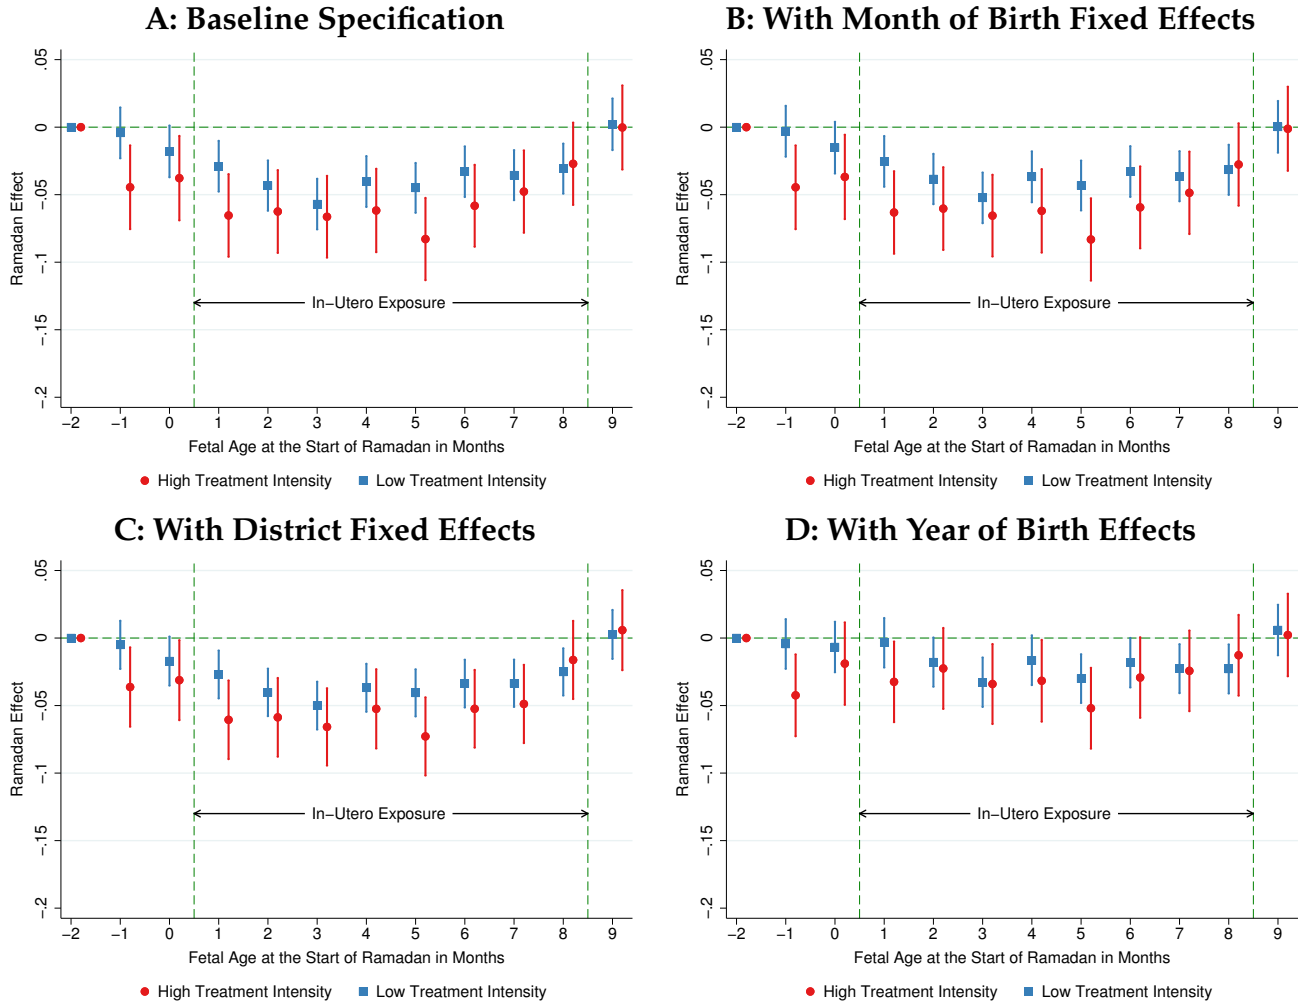 A: Baseline Specification
.05
0
-.05
-.1
-.15
-.2
Ramadan Effect
In-Utero Exposure
-2 -1 0 1 2 3 4 5 6 7 8 9
Fetal Age at the Start of Ramadan in Months
High Treatment Intensity Low Treatment Intensity
B: With Month of Birth Fixed Effects
.05
0
-.05
-.1
-.15
-.2
Ramadan Effect
In-Utero Exposure
-2 -1 0 1 2 3 4 5 6 7 8 9
Fetal Age at the Start of Ramadan in Months
High Treatment Intensity Low Treatment Intensity
C: With District Fixed Effects
.05
0
-.05
-.1
-.15
-.2
Ramadan Effect
In-Utero Exposure
-2 -1 0 1 2 3 4 5 6 7 8 9
Fetal Age at the Start of Ramadan in Months
High Treatment Intensity Low Treatment Intensity
D: With Year of Birth Effects
.05
0
-.05
-.1
-.15
-.2
Ramadan Effect
In-Utero Exposure
-2 -1 0 1 2 3 4 5 6 7 8 9
Fetal Age at the Start of Ramadan in Months
High Treatment Intensity Low Treatment Intensity